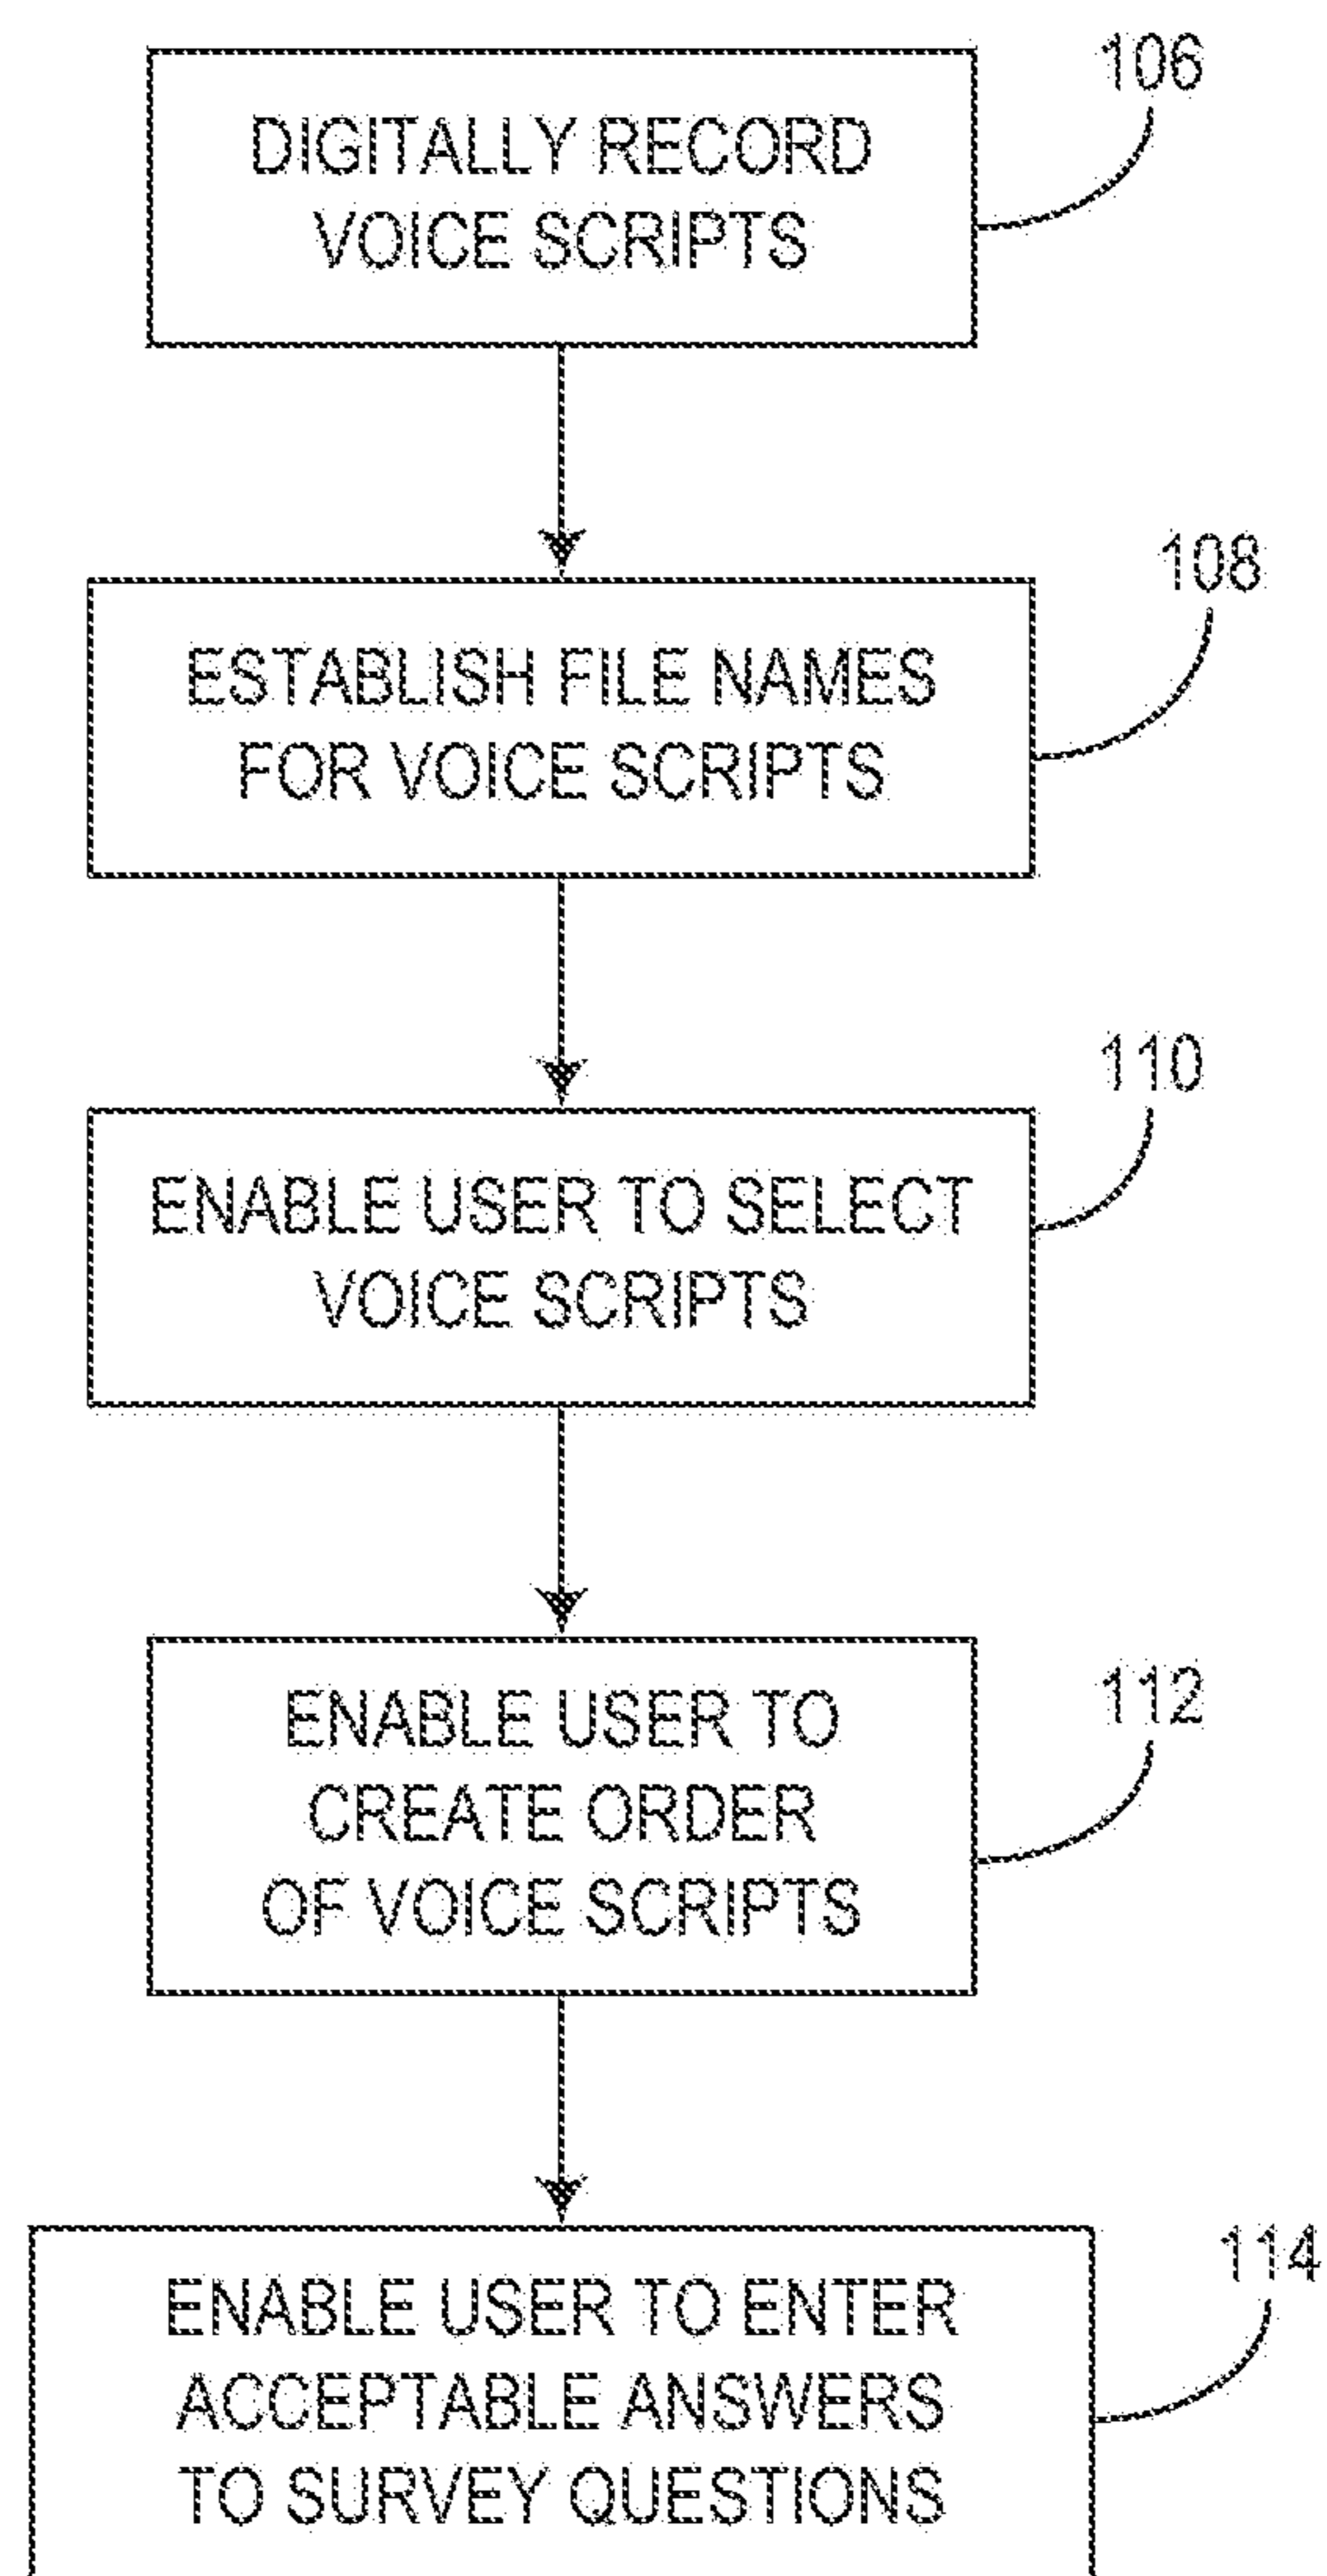 106
DIGITALLY RECORD
VOICE SCRIPTS
108
ESTABLISH FILE NAMES
FOR VOICE SCRIPTS
110
ENABLE USER TO SELECT
VOICE SCRIPTS
112
ENABLE USER TO
CREATE ORDER
OF VOICE SCRIPTS
114
ENABLE USER TO ENTER
ACCEPTABLE ANSWERS
TO SURVEY QUESTIONS